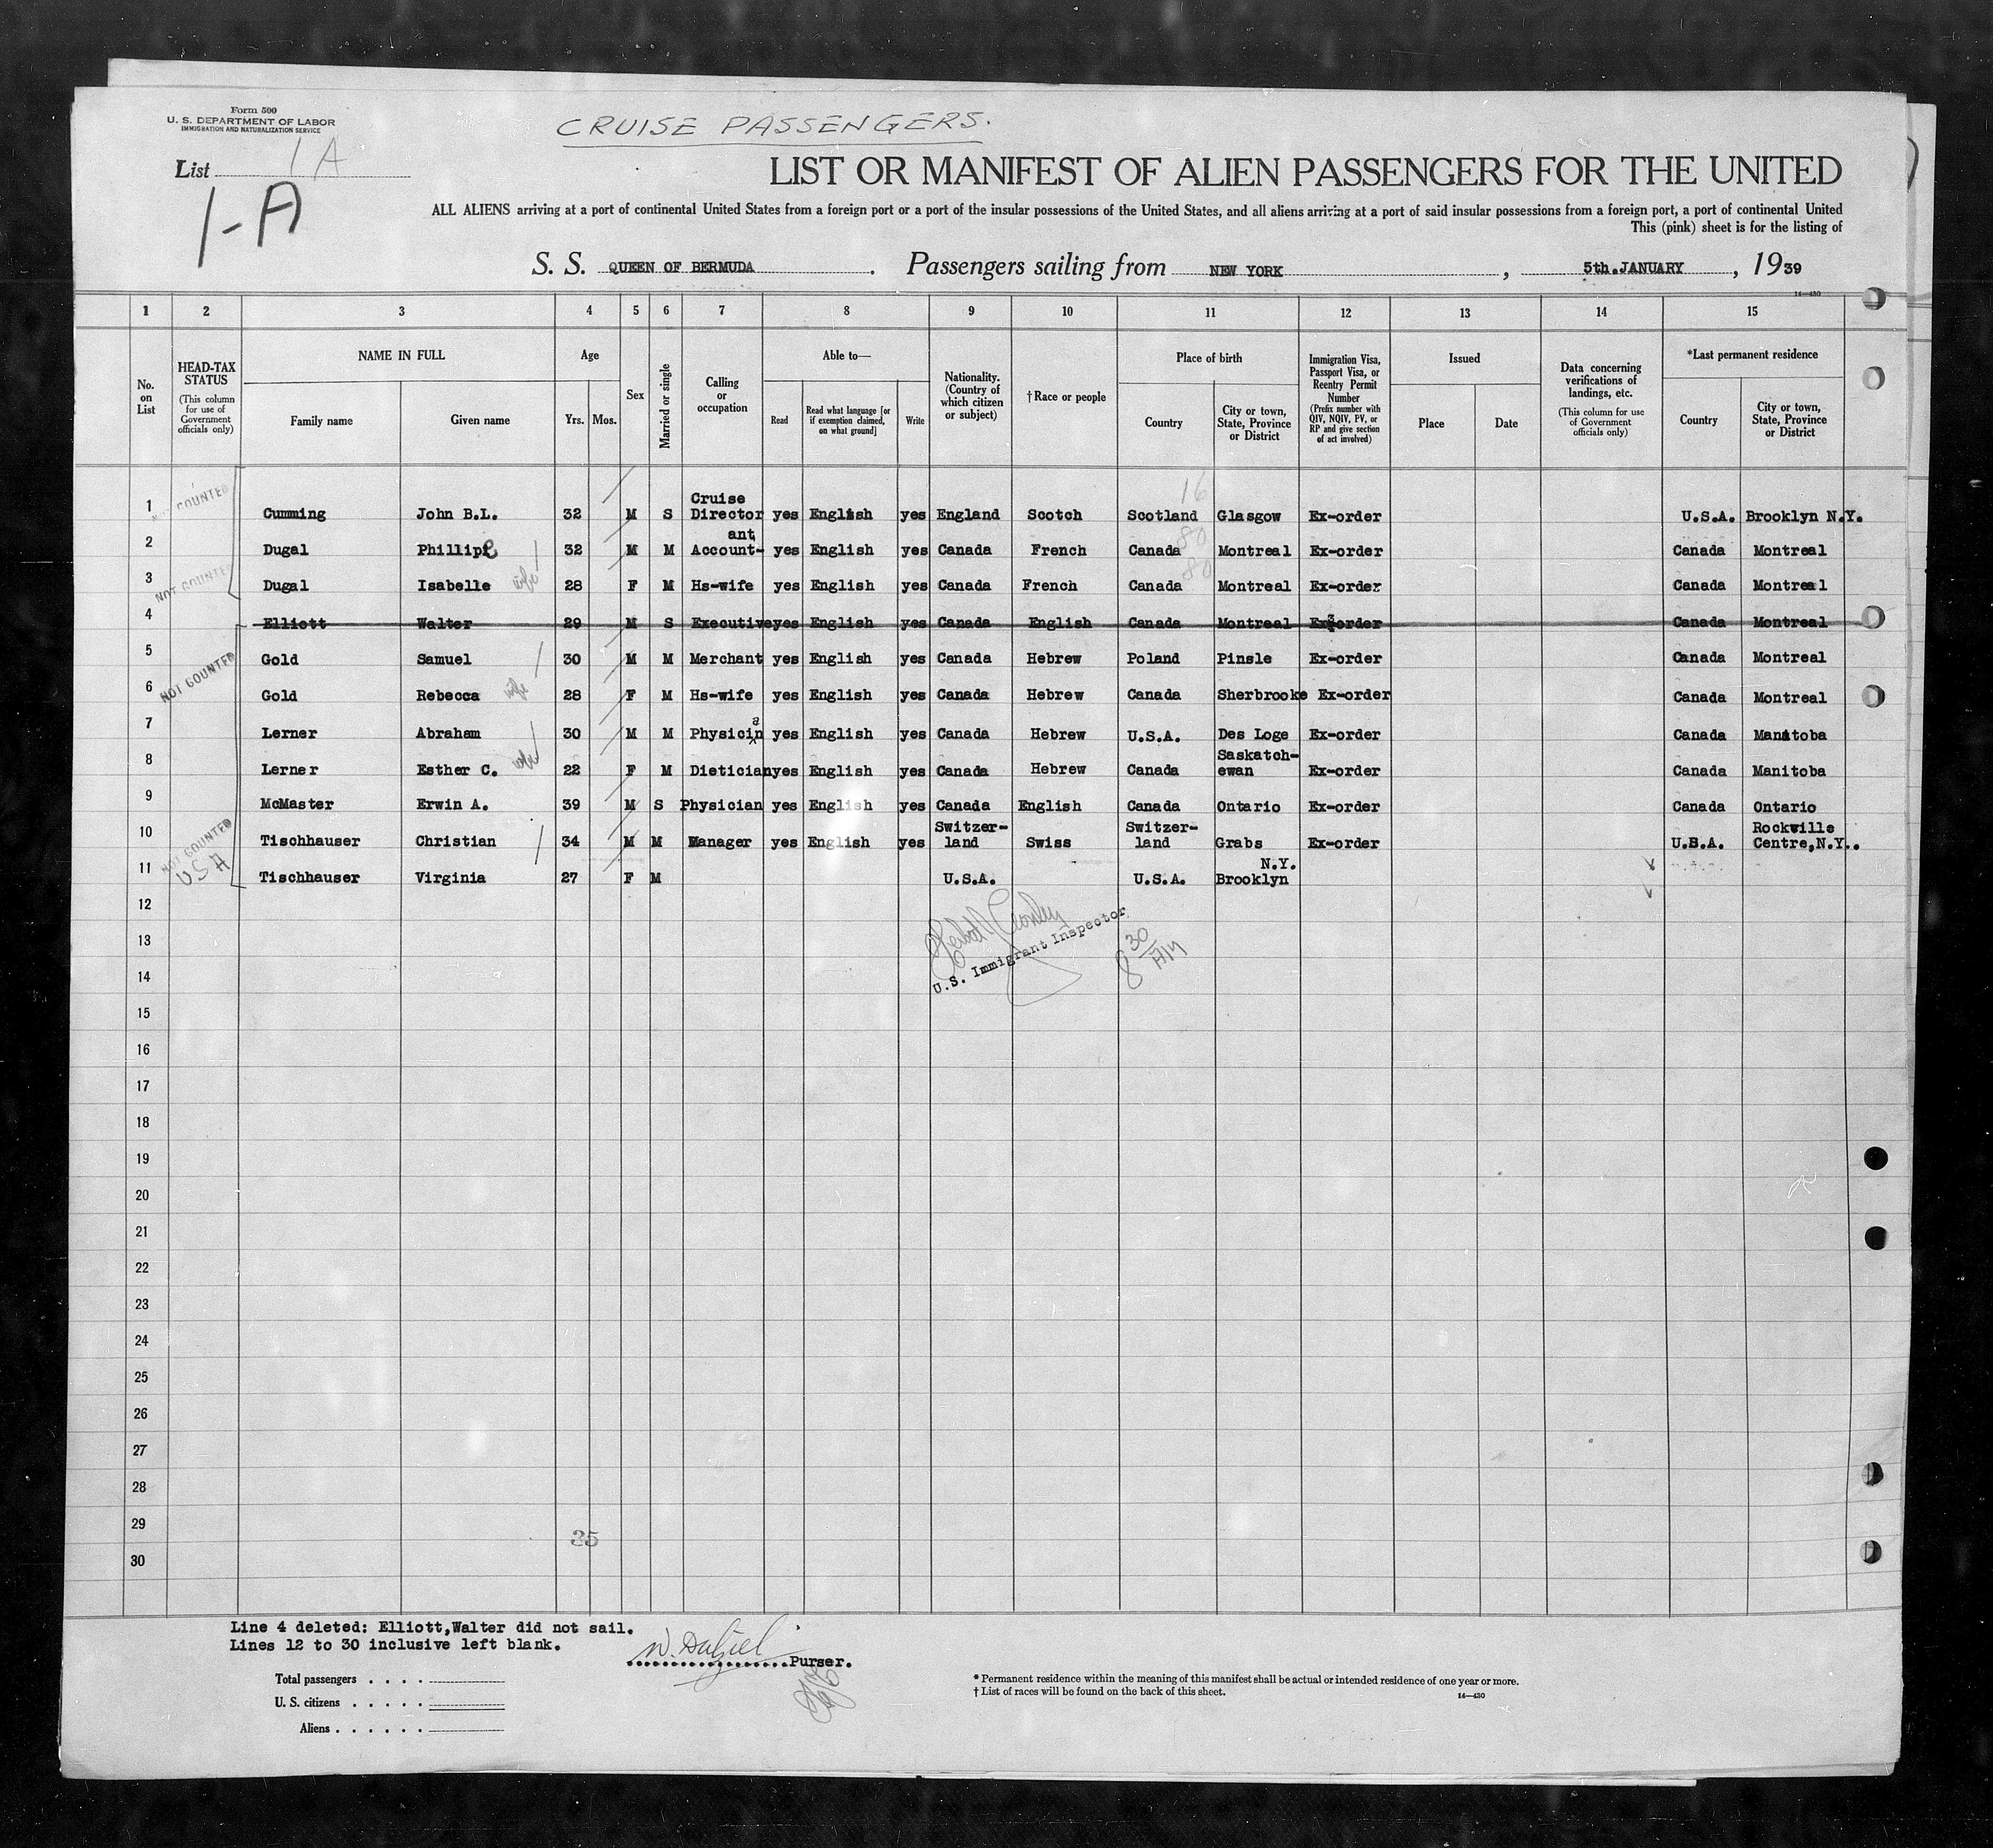 Form 500
U. S. DEPARTMENT OF LABOR
IMMIGRATION AND NATURALIZATION SERVICE
CRUISE PASSENGERS.
List 1 A
1-A
LIST OR MANIFEST OF ALIEN PASSENGERS FOR THE UNITED
ALL ALIENS arriving at a port of continental United States from a foreign port or a port of the insular possessions of the United States, and all aliens arriving at a port of said insular possessions from a foreign port, a port of continental United
This (pink) sheet is for the listing of
S. S. QUEEN OF BERMUDA. Passengers sailing from NEW YORK, 5th.JANUARY, 1939
14—430
1 2 3 4 5 6 7 8 9 10 11 12 13 14 15
No. on List
HEAD-TAX STATUS (This column for use of Government officials only)
NAME IN FULL Family name Given name
Age Yrs. Mos.
Sex
Married or single
Calling or occupation
Able to— Read Read what language [or if exemption claimed, on what ground] Write
Nationality. (Country of which citizen or subject)
†Race or people
Place of birth Country City or town, State, Province or District
Immigration Visa, Passport Visa, or Reentry Permit Number (Prefix number with QIV, NQIV, PV, or RP and give section of act involved)
Issued Place Date
Data concerning verifications of landings, etc. (This column for use of Government officials only)
*Last permanent residence Country City or town, State, Province or District
16
1 NOT COUNTED Cumming John B.L. 32 M S Cruise Director yes English yes England Scotch Scotland Glasgow Ex-order U.S.A. Brooklyn N.Y.
2 Dugal Phillipe 32 M M Account-ant yes English yes Canada French Canada 80 Montreal Ex-order Canada Montreal
3 NOT COUNTED Dugal Isabelle wife 28 F M Hs-wife yes English yes Canada French Canada 80 Montreal Ex-order Canada Montreal
4 Elliott Walter 29 M S Executive yes English yes Canada English Canada Montreal Ex-order Canada Montreal
5 NOT COUNTED Gold Samuel 30 M M Merchant yes English yes Canada Hebrew Poland Pinsle Ex-order Canada Montreal
6 Gold Rebecca wife 28 F M Hs-wife yes English yes Canada Hebrew Canada Sherbrooke Ex-order Canada Montreal
7 Lerner Abraham 30 M M Physician yes English yes Canada Hebrew U.S.A. Des Loge Ex-order Canada Manitoba
8 Lerner Esther C. wife 22 F M Dietician yes English yes Canada Hebrew Canada Saskatch-ewan Ex-order Canada Manitoba
9 McMaster Erwin A. 39 M S Physician yes English yes Canada English Canada Ontario Ex-order Canada Ontario
10 NOT COUNTED Tischhauser Christian 34 M M Manager yes English yes Switzer-land Swiss Switzer-land Grabs Ex-order U.S.A. Rockville Centre,N.Y..
11 USA Tischhauser Virginia 27 F M U.S.A. U.S.A. Brooklyn N.Y.
12
13
U.S. Immigrant Inspector
8 30 AM
14
15
16
17
18
19
20
21
22
23
24
25
26
27
28
29
35
30
Line 4 deleted: Elliott,Walter did not sail.
Lines 12 to 30 inclusive left blank.
W. Dalziel Purser.
Total passengers . . . .
U. S. citizens . . . . .
Aliens . . . . . .
* Permanent residence within the meaning of this manifest shall be actual or intended residence of one year or more.
† List of races will be found on the back of this sheet.
14—430